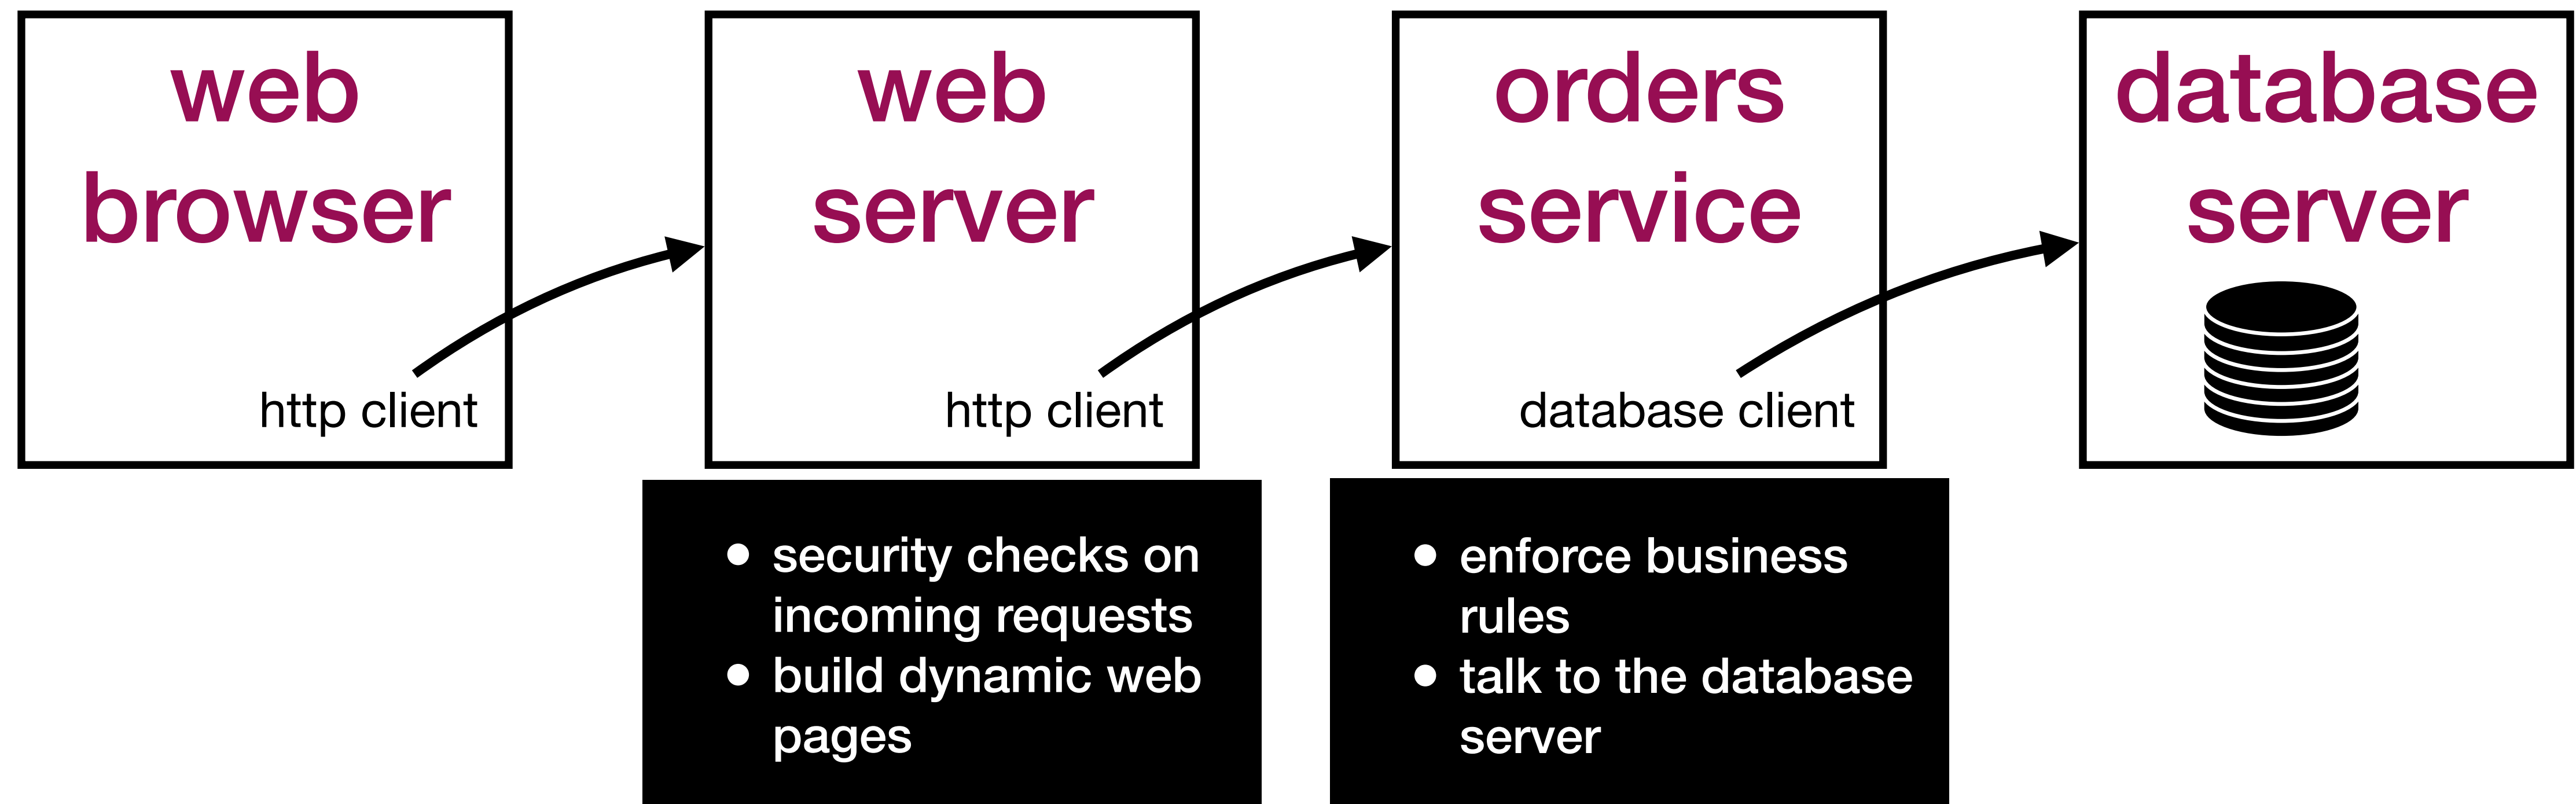 web
browser
http client
web
server
http client
orders
service
database client
database
server
• security checks on
incoming requests
• build dynamic web
pages
• enforce business
rules
• talk to the database
server